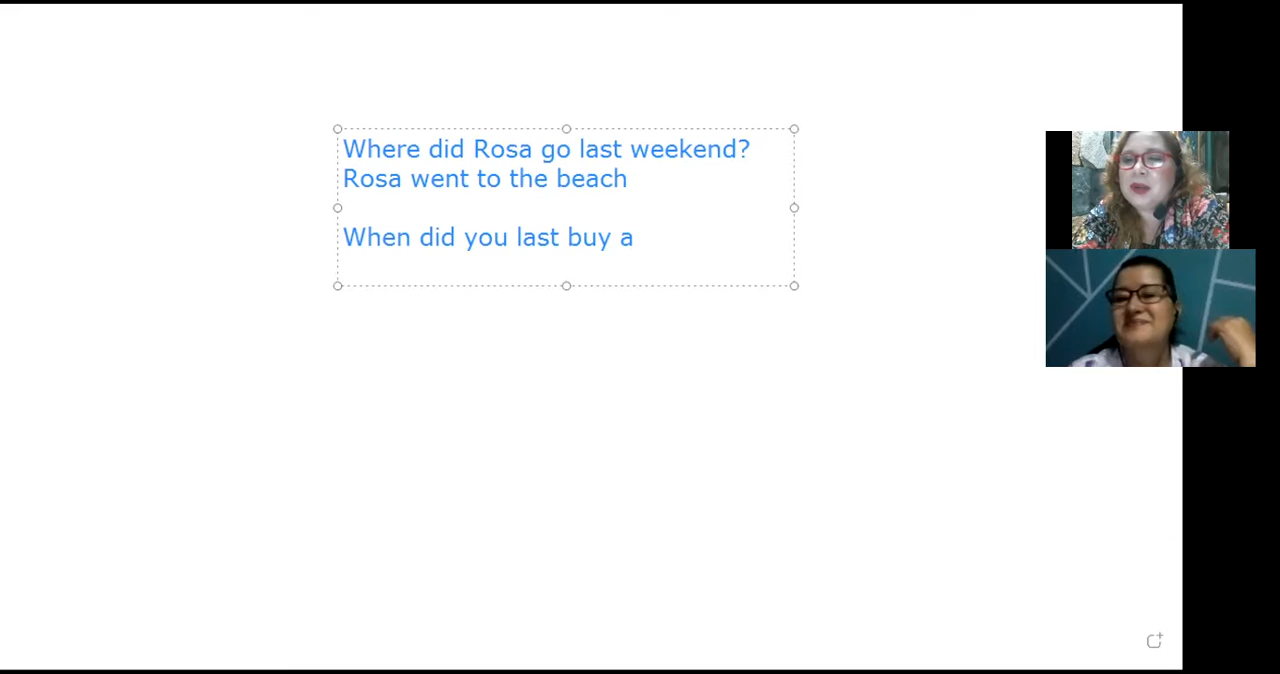 Where did Rosa go last weekend?
Rosa went to the beach
When did you last buy a